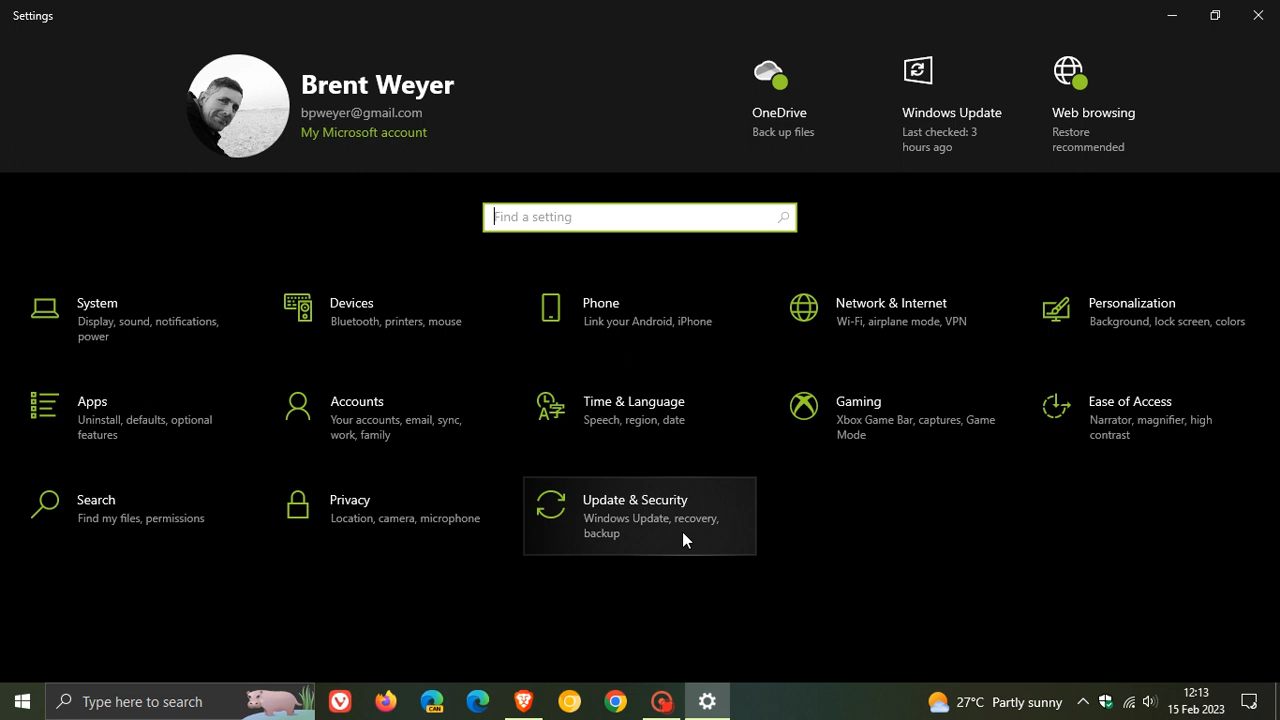 Settings
Brent Weyer
bpweyer@gmail.com
My Microsoft account
OneDrive
Back up files
Windows Update
Last checked: 3
hours ago
Web browsing
Restore
recommended
Find a setting
System
Display, sound, notifications,
power
Devices
Bluetooth, printers, mouse
Phone
Link your Android, iPhone
Network & Internet
Wi-Fi, airplane mode, VPN
Personalization
Background, lock screen, colors
Apps
Uninstall, defaults, optional
features
Accounts
Your accounts, email, sync,
work, family
Time & Language
Speech, region, date
Gaming
Xbox Game Bar, captures, Game
Mode
Ease of Access
Narrator, magnifier, high
contrast
Search
Find my files, permissions
Privacy
Location, camera, microphone
Update & Security
Windows Update, recovery,
backup
Type here to search
CAN
27°C Partly sunny
12:13
15 Feb 2023